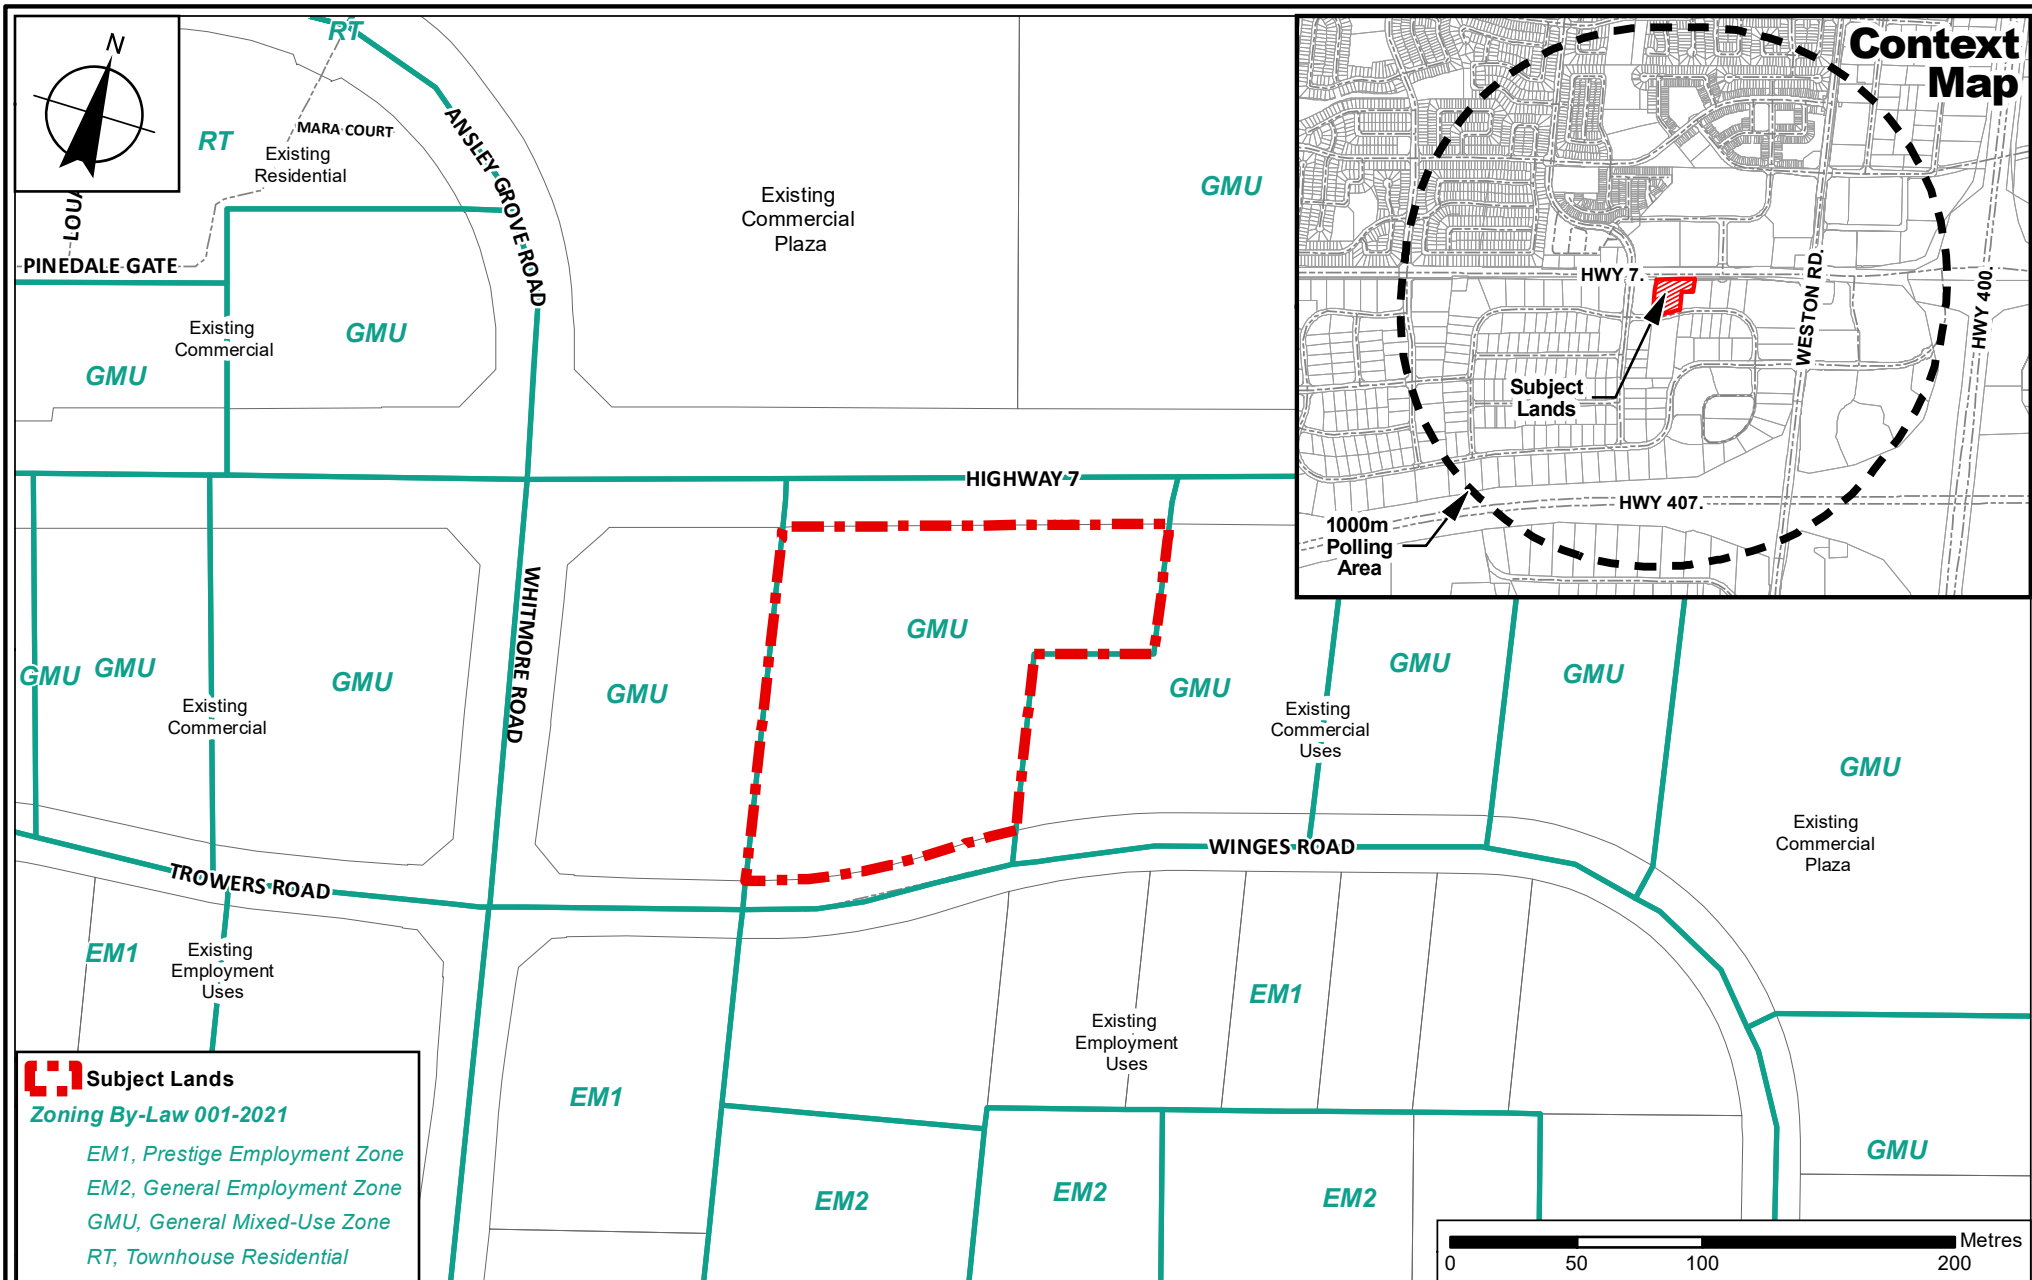 N
RT
ANSLEY GROVE ROAD
MARA COURT
RT
Existing
Residential
PINEDALE GATE
Existing
Commercial
Plaza
GMU
Existing
Commercial
GMU
GMU
HIGHWAY 7
WHITMORE ROAD
GMU
GMU
GMU
GMU
GMU
GMU
GMU
GMU
Existing
Commercial
Existing
Commercial
Uses
GMU
Existing
Commercial
Plaza
TROWERS ROAD
WINGES ROAD
EM1
Existing
Employment
Uses
EM1
Existing
Employment
Uses
EM1
EM2
EM2
EM2
GMU
Context
Map
HWY 7.
WESTON RD.
HWY 400.
Subject
Lands
HWY 407.
1000m
Polling
Area
Subject Lands
Zoning By-Law 001-2021
EM1, Prestige Employment Zone
EM2, General Employment Zone
GMU, General Mixed-Use Zone
RT, Townhouse Residential
Metres
0 50 100 200